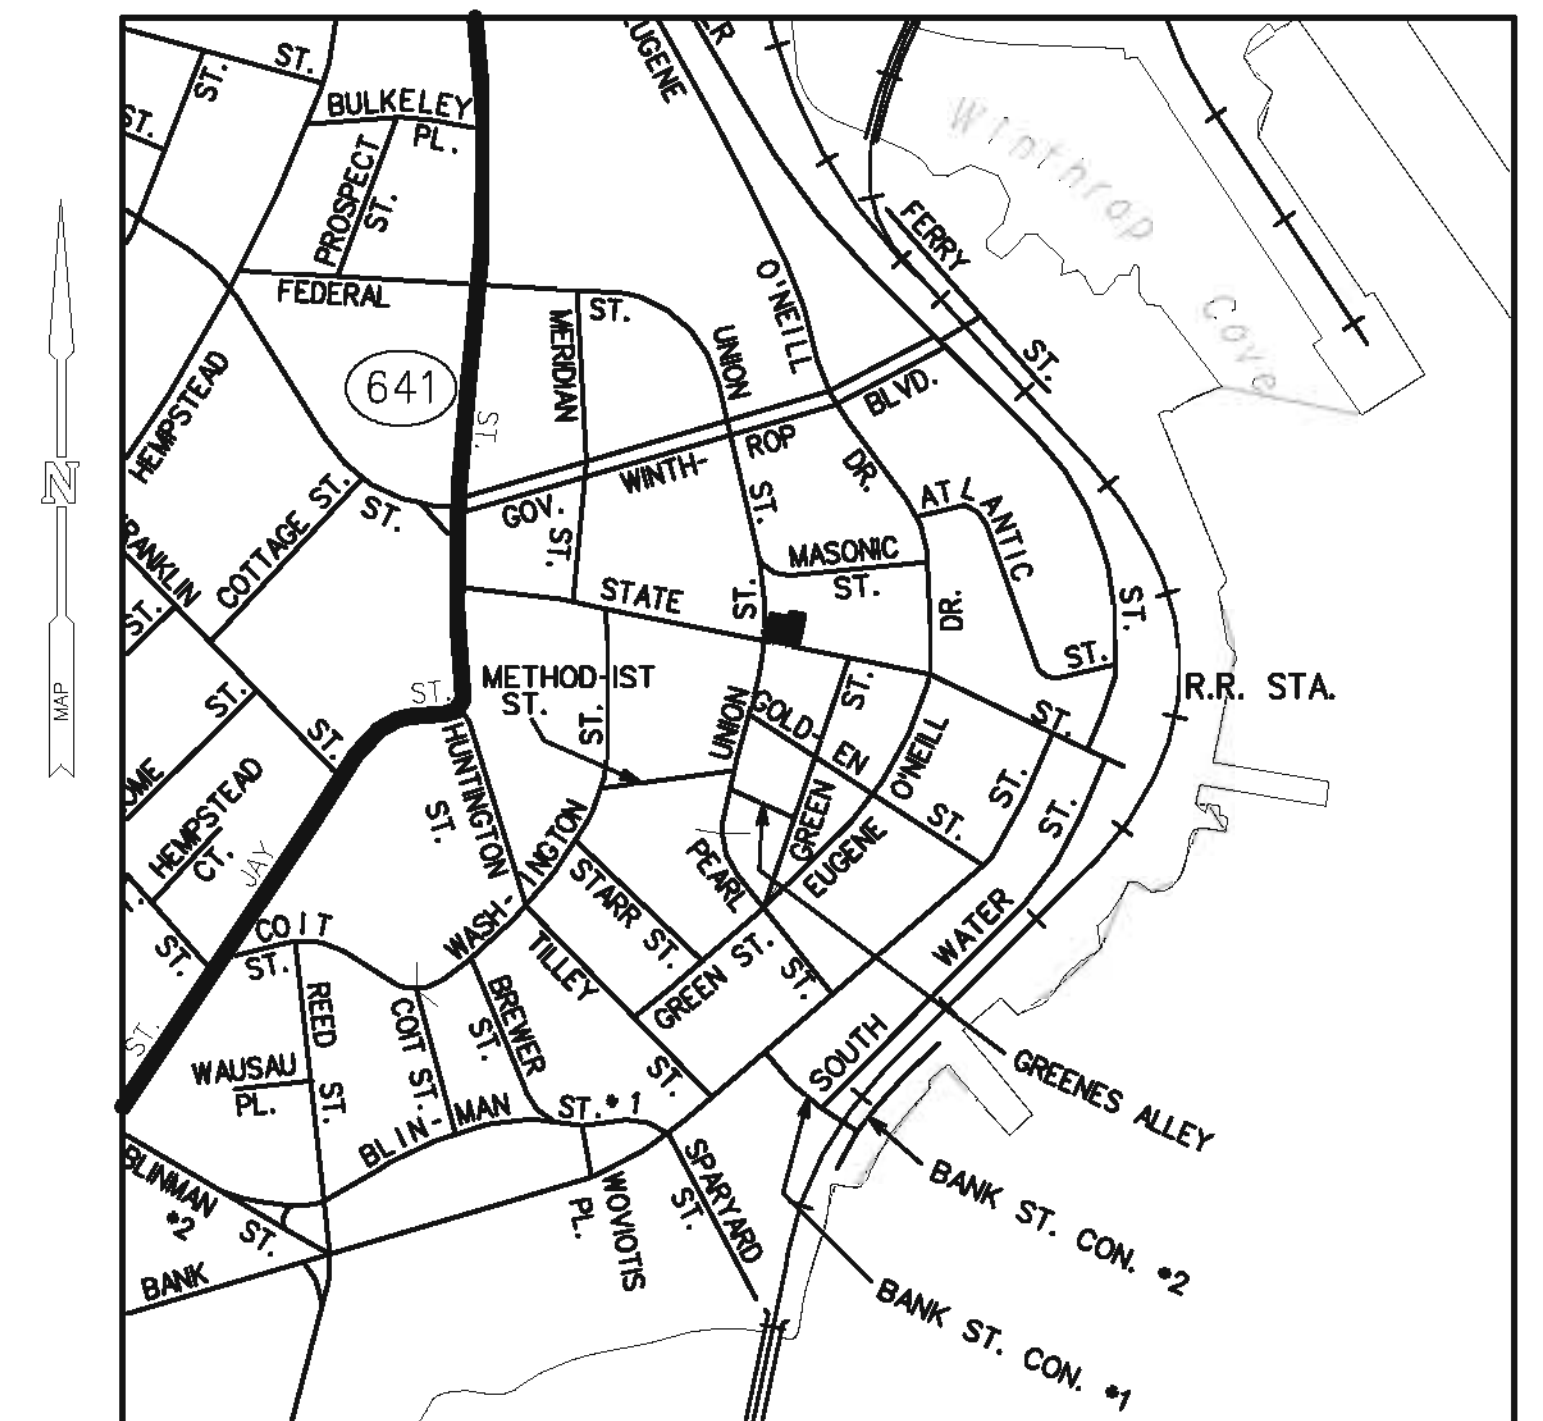 ST.
ST.
BULKELEY
PL.
ST.
PROSPECT
ST.
EUGENE
Winthrop
Cove
FERRY
ST.
O'NEILL
FEDERAL
ST.
MERIDIAN
ST.
UNION
ST.
641
ST.
HEMPSTEAD
GOV.
WINTH-
ROP
BLVD.
DR.
ATLANTIC
ST.
COTTAGE ST.
ST.
N
MAP
FRANKLIN
ST.
MASONIC
ST.
STATE
ST.
DR.
ST.
ST.
R.R. STA.
METHOD-IST
ST.
ST.
ST.
ST.
ST.
UNION
GOLD-
EN
ST.
ST.
O'NEILL
HUNTINGTON
ST.
HEMPSTEAD
CT.
JAY
ST.
WASH-
INGTON
STARR ST.
PEARL
ST.
GREEN
EUGENE
ST.
ST.
COIT
ST.
ST.
REED
ST.
COIT ST.
BREWER
ST.
TILLEY
ST.
GREEN ST.
SOUTH
WATER
WAUSAU
PL.
BLIN-
MAN
ST. *1
GREENES ALLEY
BANK ST. CON. *2
BANK ST. CON. *1
BLINMAN
*2
ST.
BANK
WOVIOTIS
PL.
SPARYARD
ST.